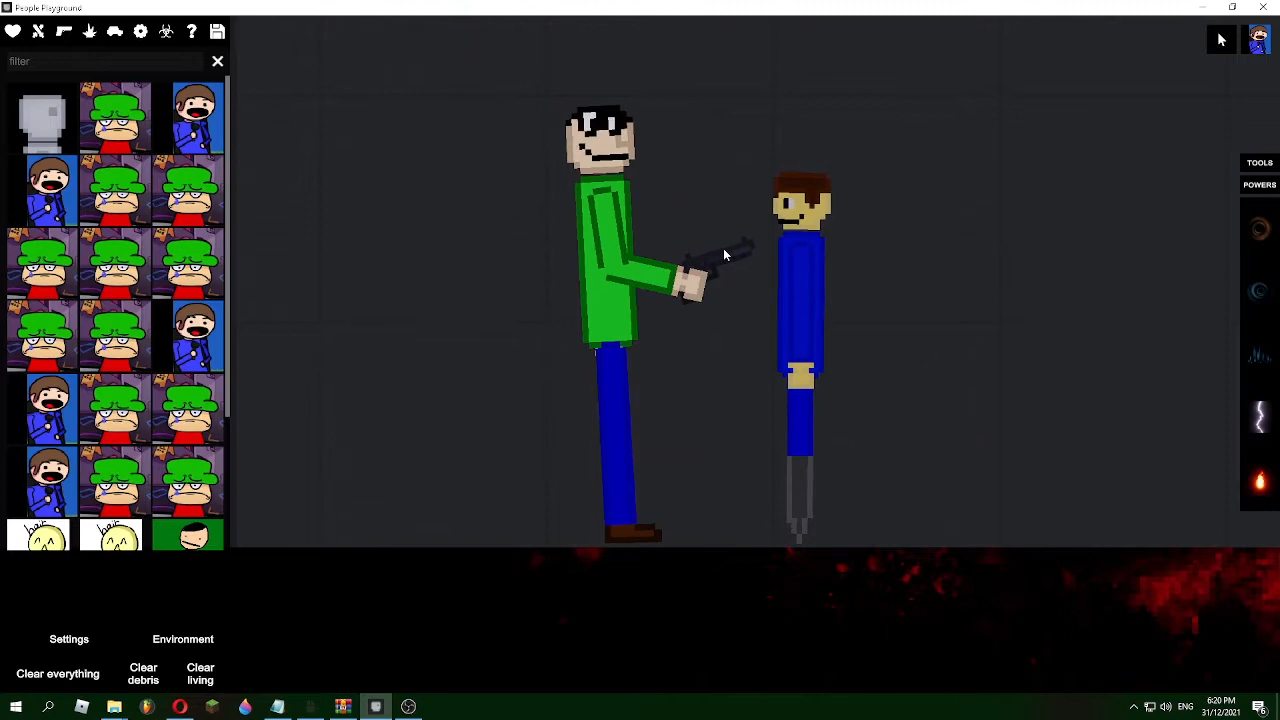 People Playground
?
filter
TOOLS
POWERS
Settings
Environment
Clear everything
Clear
debris
Clear
living
ENG
6:20 PM
31/12/2021